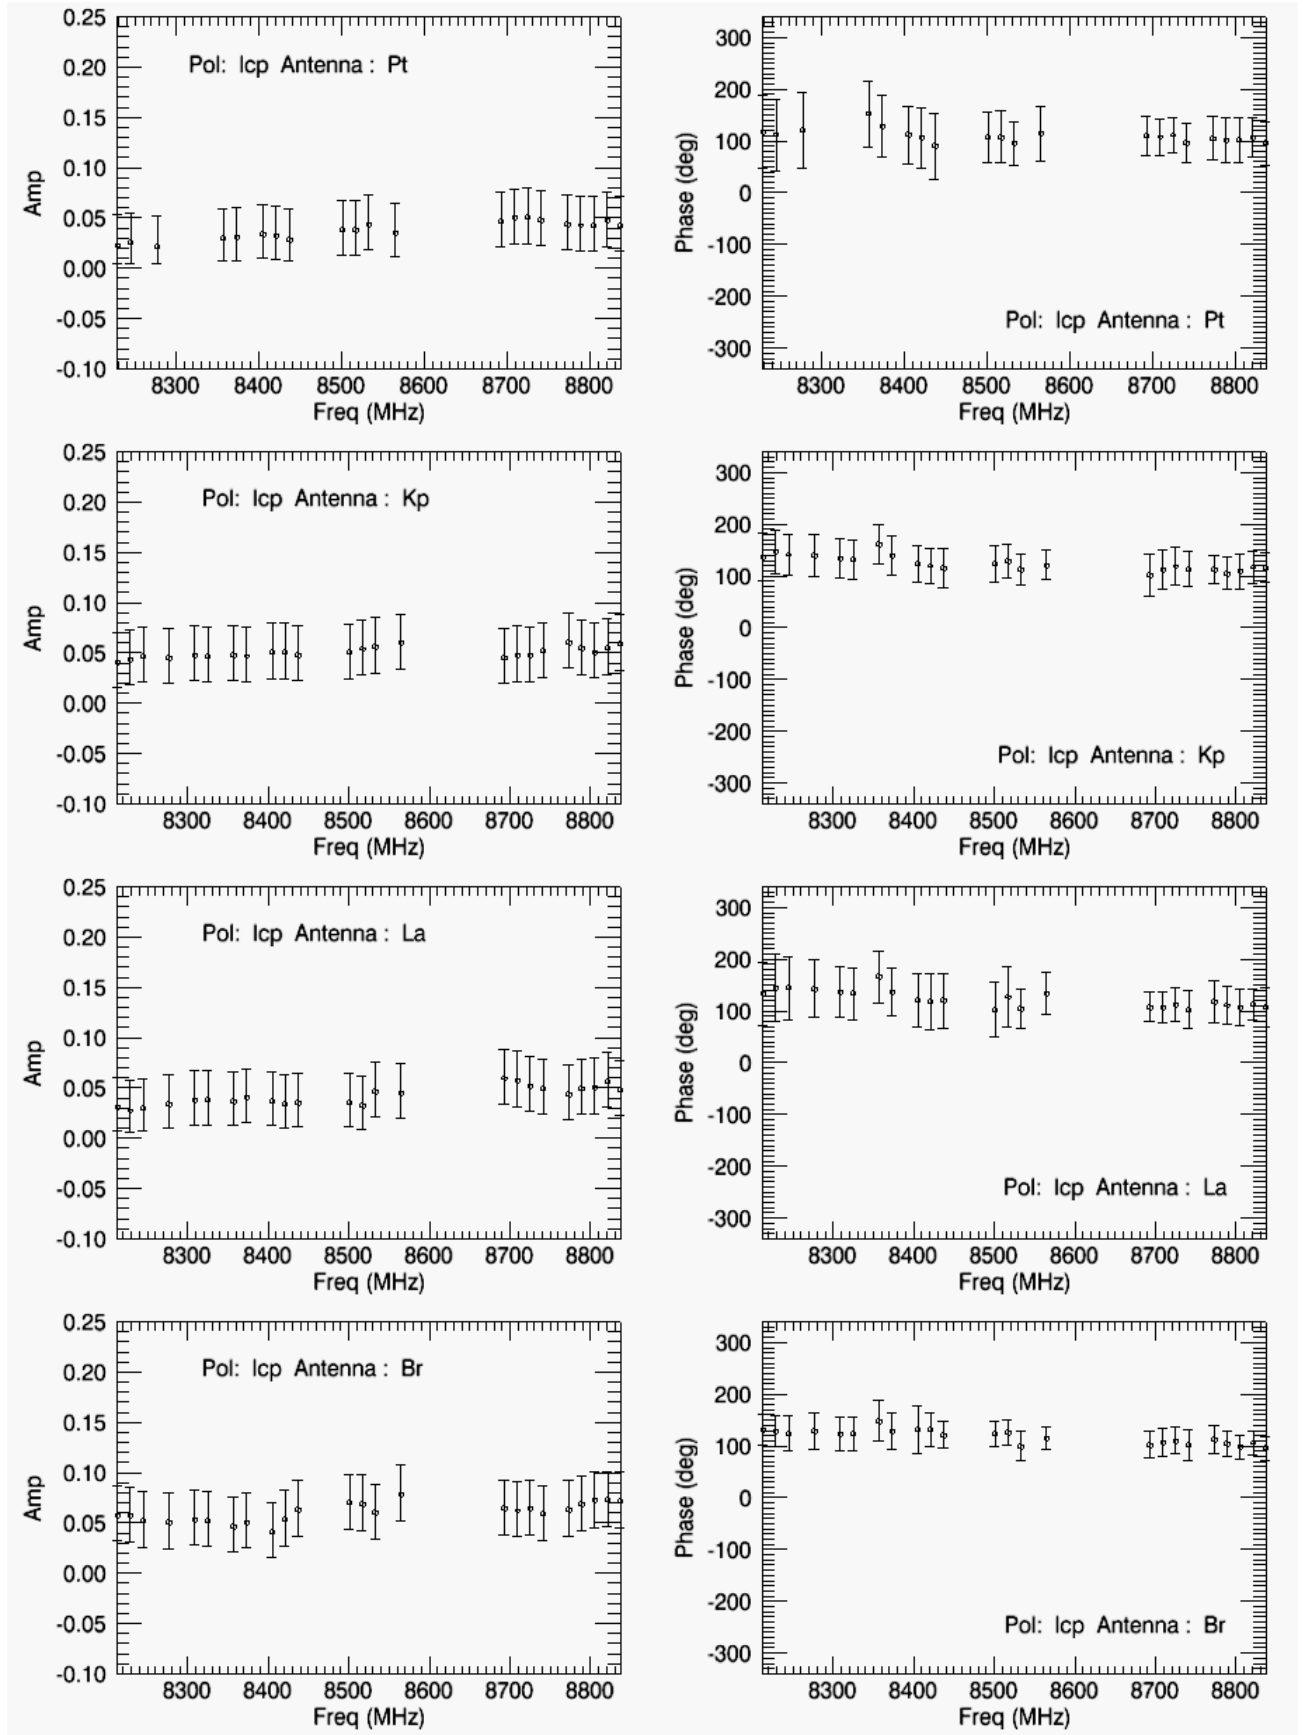 0.25
0.20
0.15
0.10
0.05
0.00
-0.05
-0.10
Amp
Pol: lcp Antenna : Pt
8300 8400 8500 8600 8700 8800
Freq (MHz)
300
200
100
0
-100
-200
-300
Phase (deg)
Pol: lcp Antenna : Pt
8300 8400 8500 8600 8700 8800
Freq (MHz)
0.25
0.20
0.15
0.10
0.05
0.00
-0.05
-0.10
Amp
Pol: lcp Antenna : Kp
8300 8400 8500 8600 8700 8800
Freq (MHz)
300
200
100
0
-100
-200
-300
Phase (deg)
Pol: lcp Antenna : Kp
8300 8400 8500 8600 8700 8800
Freq (MHz)
0.25
0.20
0.15
0.10
0.05
0.00
-0.05
-0.10
Amp
Pol: lcp Antenna : La
8300 8400 8500 8600 8700 8800
Freq (MHz)
300
200
100
0
-100
-200
-300
Phase (deg)
Pol: lcp Antenna : La
8300 8400 8500 8600 8700 8800
Freq (MHz)
0.25
0.20
0.15
0.10
0.05
0.00
-0.05
-0.10
Amp
Pol: lcp Antenna : Br
8300 8400 8500 8600 8700 8800
Freq (MHz)
300
200
100
0
-100
-200
-300
Phase (deg)
Pol: lcp Antenna : Br
8300 8400 8500 8600 8700 8800
Freq (MHz)